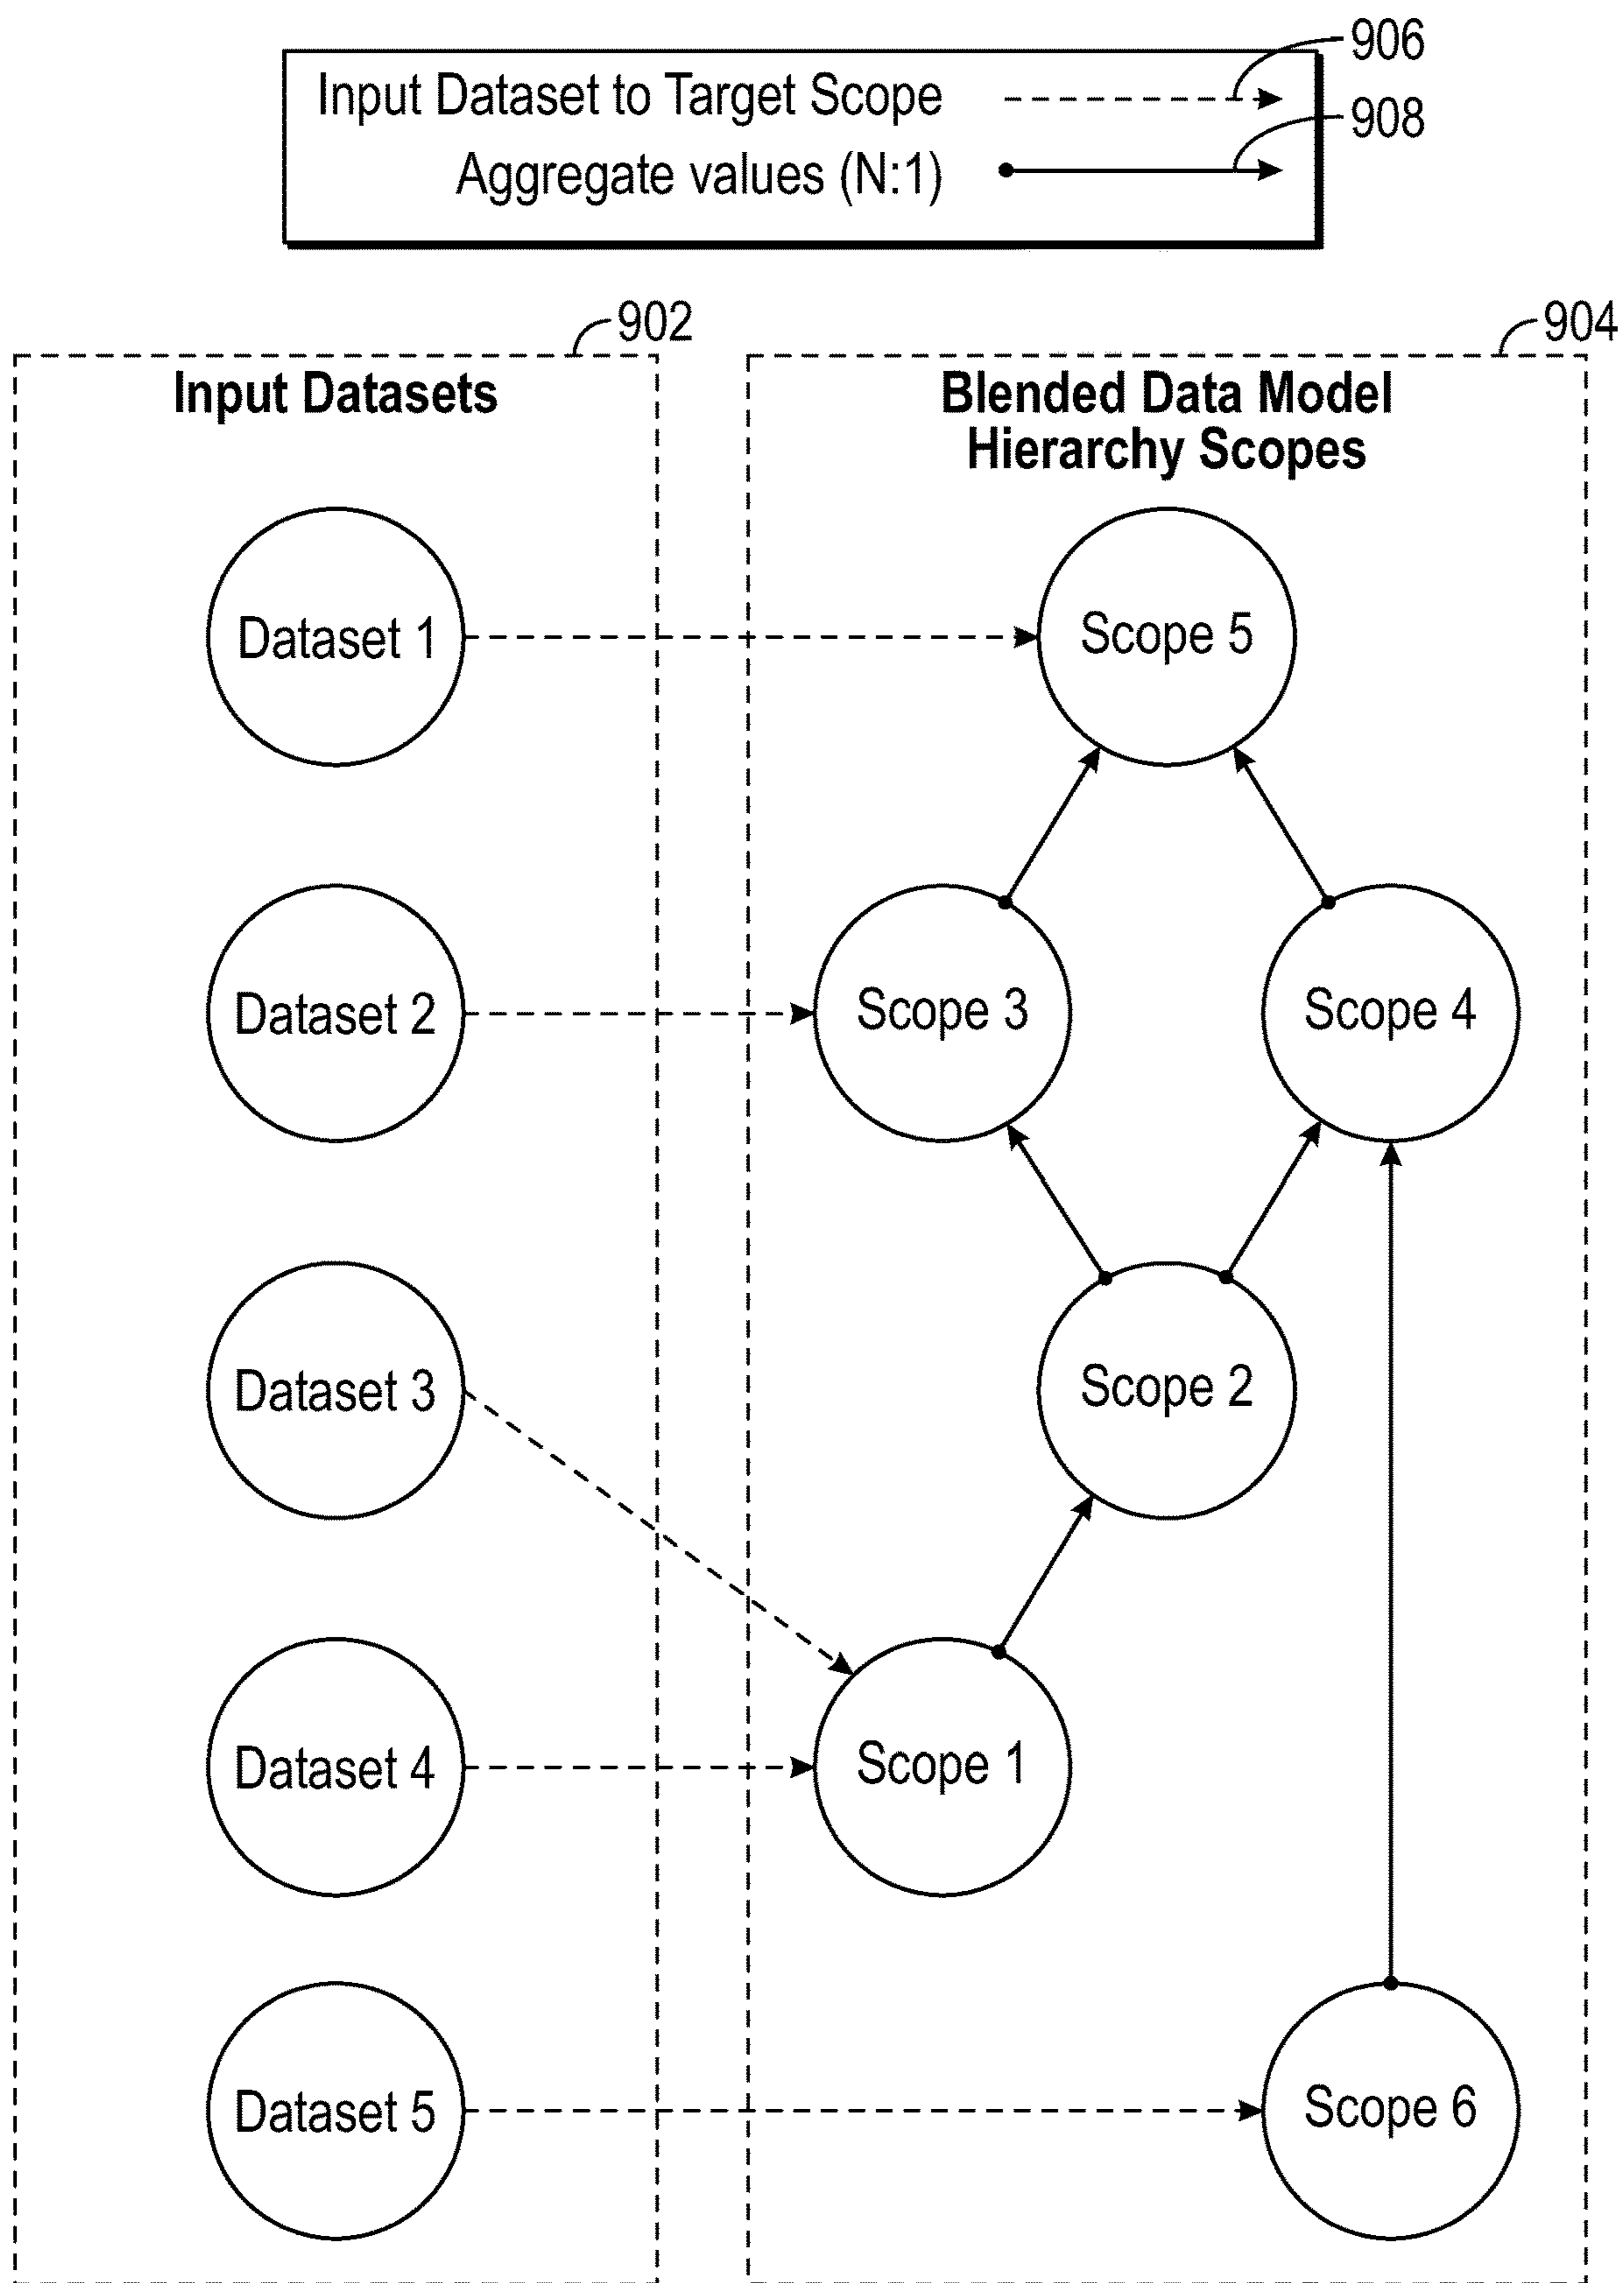 906
Input Dataset to Target Scope
908
Aggregate values (N:1)
902
904
Input Datasets
Blended Data Model
Hierarchy Scopes
Dataset 1
Scope 5
Dataset 2
Scope 3
Scope 4
Dataset 3
Scope 2
Dataset 4
Scope 1
Dataset 5
Scope 6